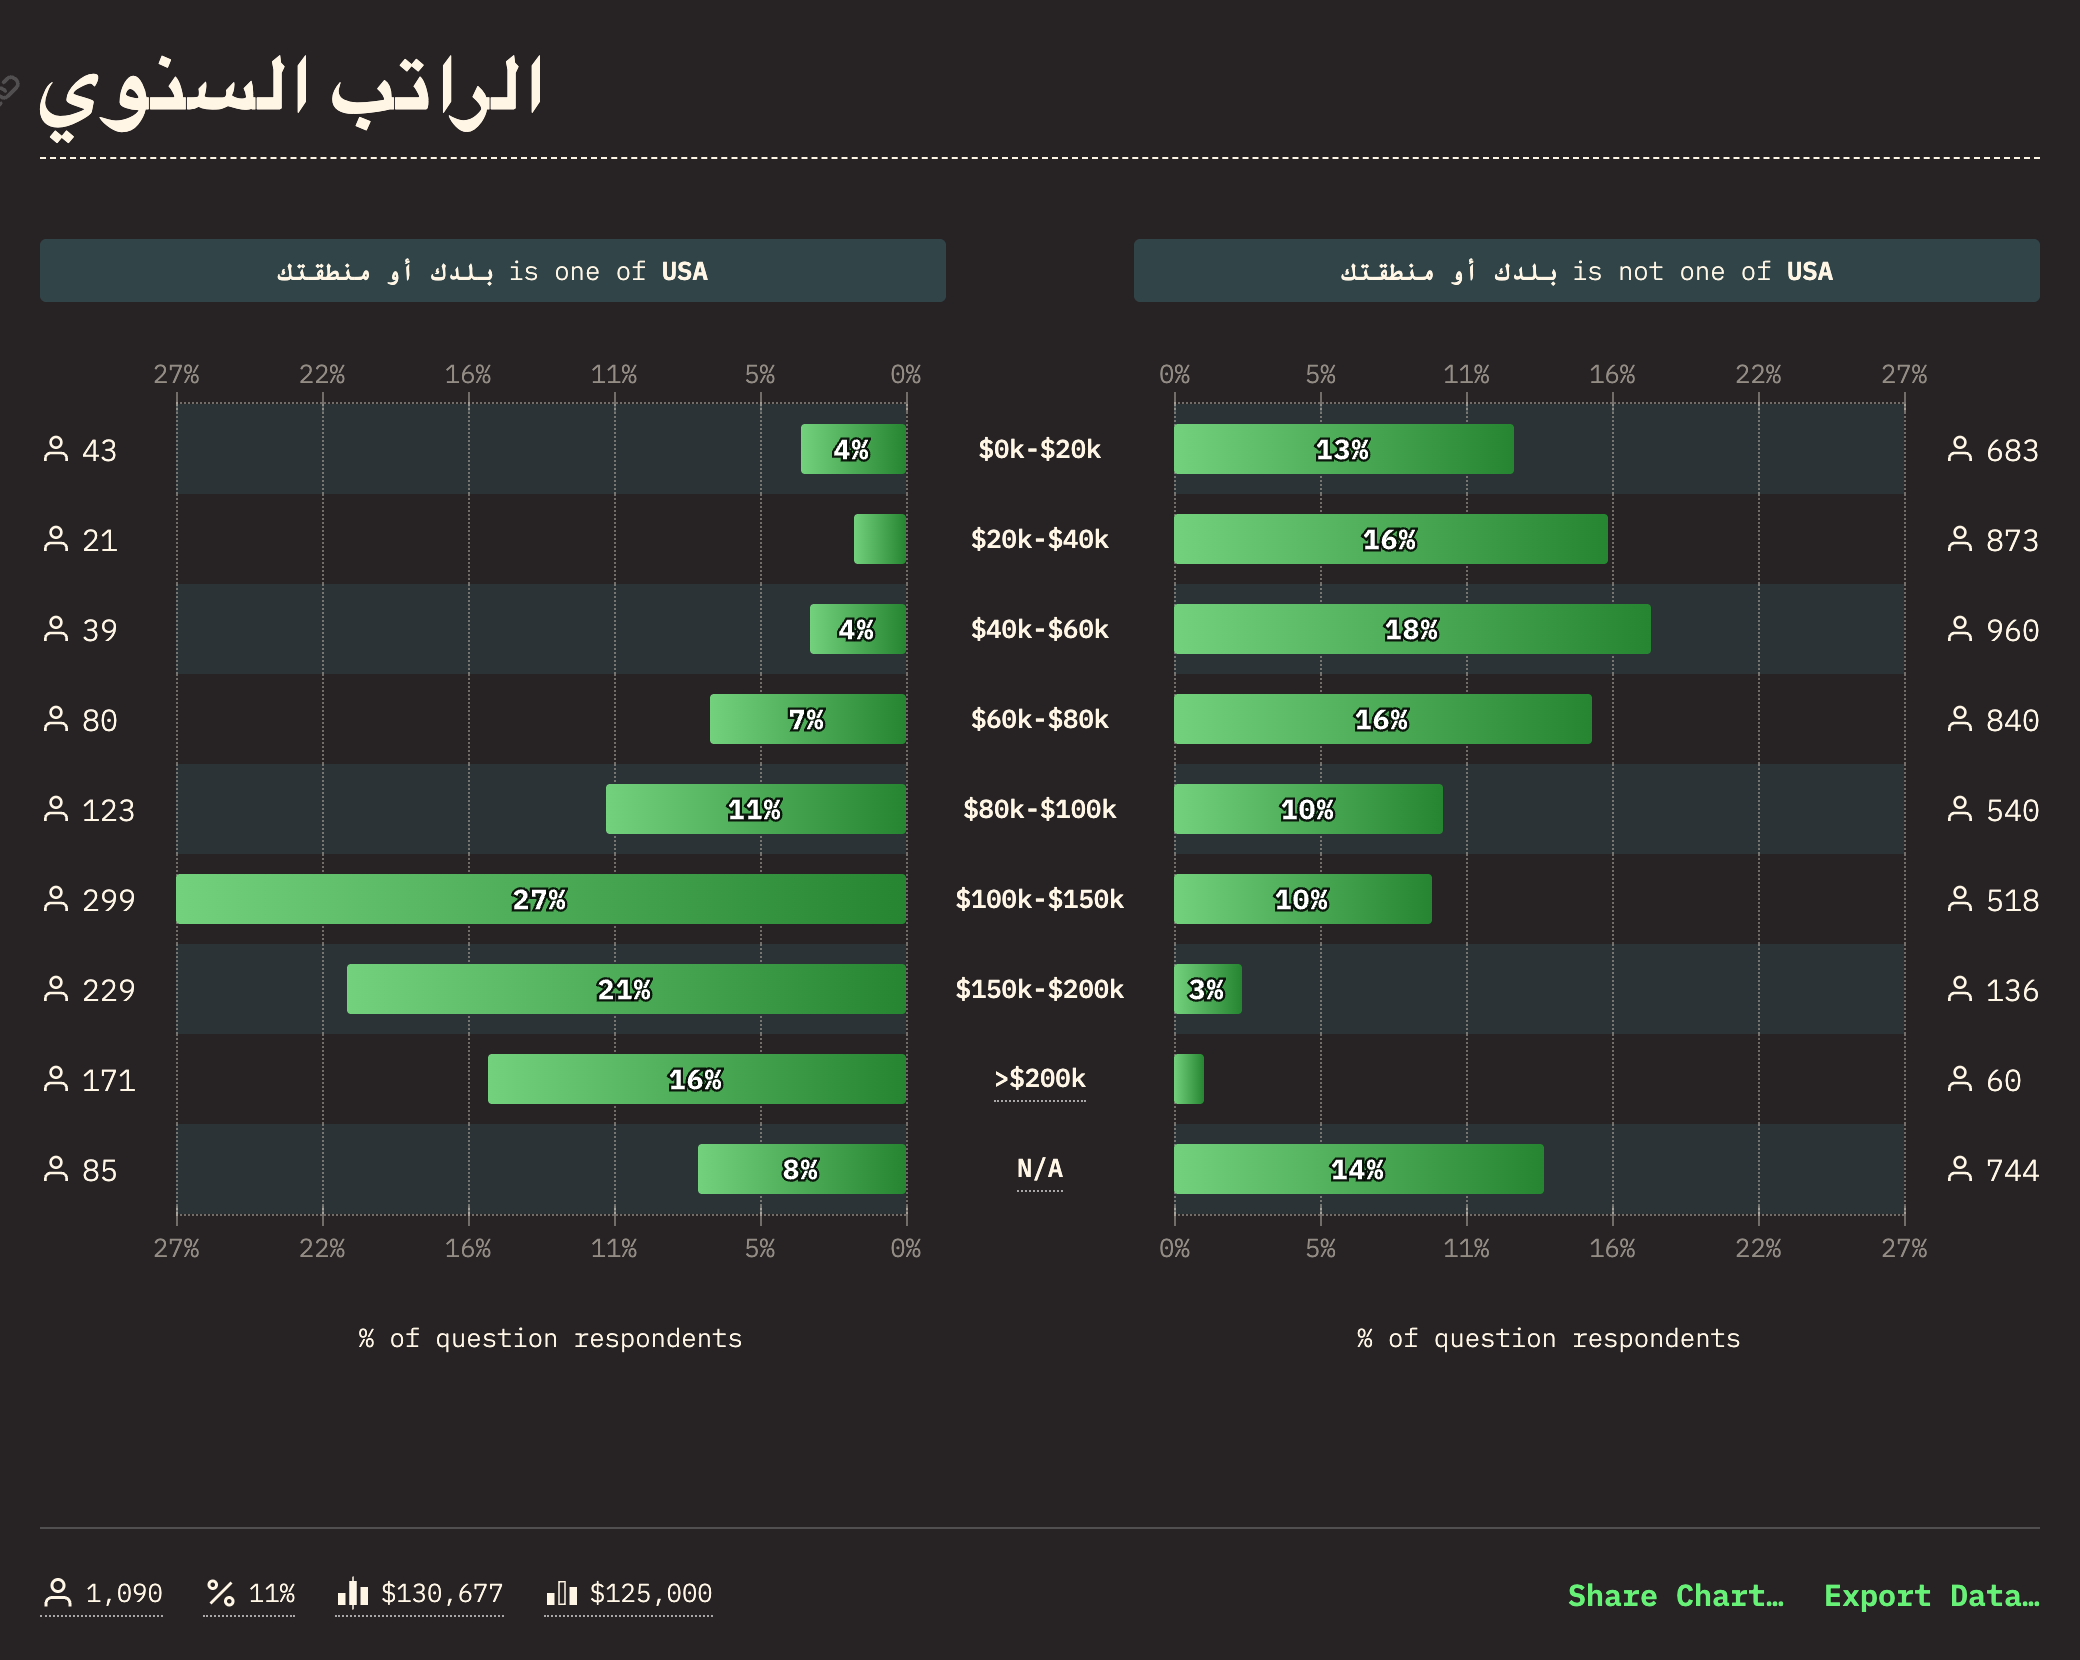 الراتب السنوي
بلدك أو منطقتك is one of USA
بلدك أو منطقتك is not one of USA
27% 22% 16% 11% 5% 0%
0% 5% 11% 16% 22% 27%
43 4% $0k-$20k 13% 683
21 $20k-$40k 16% 873
39 4% $40k-$60k 18% 960
80 7% $60k-$80k 16% 840
123 11% $80k-$100k 10% 540
299 27% $100k-$150k 10% 518
229 21% $150k-$200k 3% 136
171 16% >$200k 60
85 8% N/A 14% 744
27% 22% 16% 11% 5% 0%
0% 5% 11% 16% 22% 27%
% of question respondents
% of question respondents
1,090 11% $130,677 $125,000
Share Chart… Export Data…